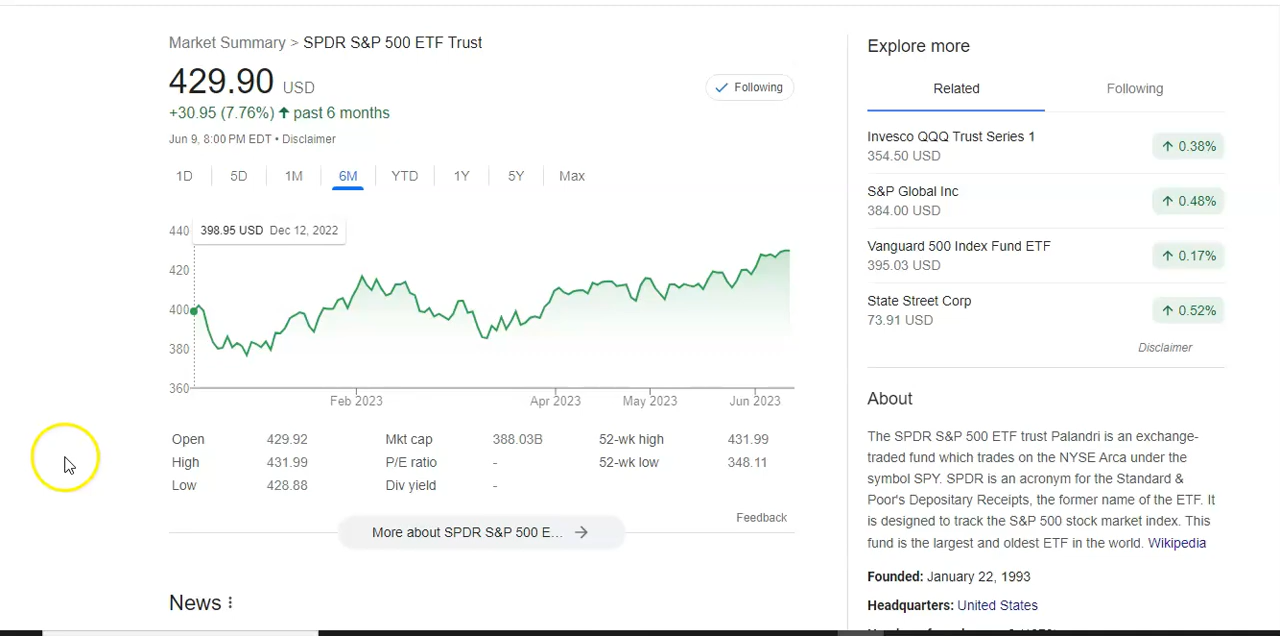 Market Summary > SPDR S&P 500 ETF Trust
429.90 USD
Following
+30.95 (7.76%) ↑ past 6 months
Jun 9, 8:00 PM EDT • Disclaimer
1D 5D 1M 6M YTD 1Y 5Y Max
398.95 USD Dec 12, 2022
440
420
400
380
360
Feb 2023 Apr 2023 May 2023 Jun 2023
Open 429.92 Mkt cap 388.03B 52-wk high 431.99
High 431.99 P/E ratio - 52-wk low 348.11
Low 428.88 Div yield -
More about SPDR S&P 500 E... →
Feedback
News
Explore more
Related Following
Invesco QQQ Trust Series 1
354.50 USD
↑ 0.38%
S&P Global Inc
384.00 USD
↑ 0.48%
Vanguard 500 Index Fund ETF
395.03 USD
↑ 0.17%
State Street Corp
73.91 USD
↑ 0.52%
Disclaimer
About
The SPDR S&P 500 ETF trust Palandri is an exchange-
traded fund which trades on the NYSE Arca under the
symbol SPY. SPDR is an acronym for the Standard &
Poor's Depositary Receipts, the former name of the ETF. It
is designed to track the S&P 500 stock market index. This
fund is the largest and oldest ETF in the world. Wikipedia
Founded: January 22, 1993
Headquarters: United States